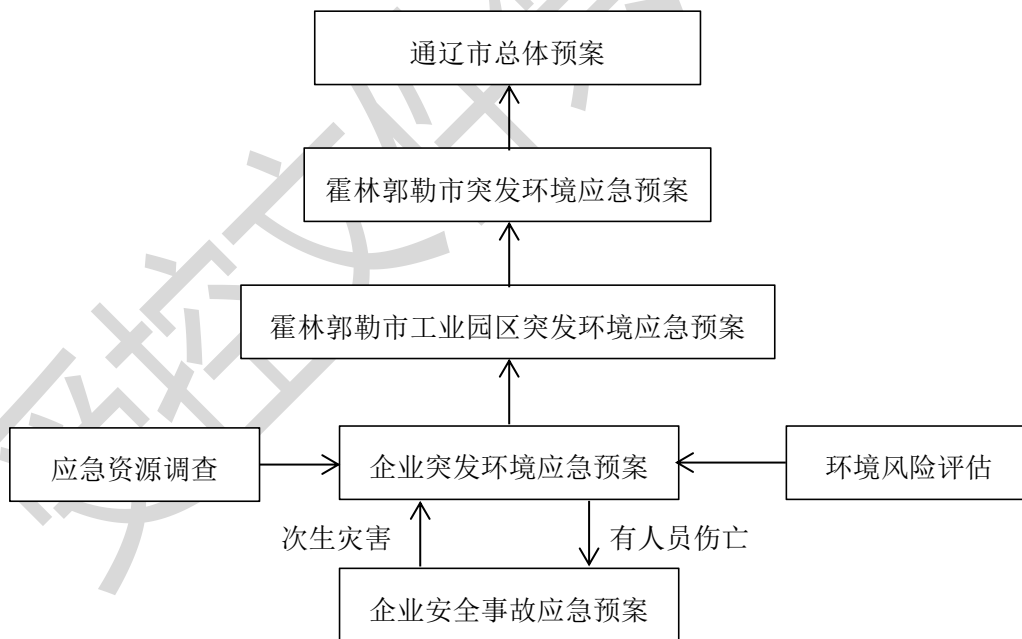 通辽市总体预案
霍林郭勒市突发环境应急预案
霍林郭勒市工业园区突发环境应急预案
应急资源调查
企业突发环境应急预案
环境风险评估
次生灾害
有人员伤亡
企业安全事故应急预案
受控文件